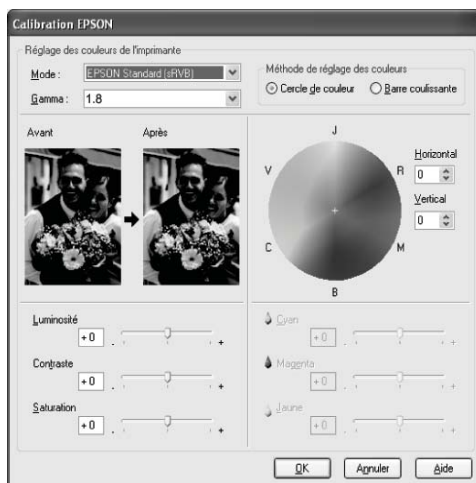 Calibration EPSON
Réglage des couleurs de l'imprimante
Mode :
EPSON Standard (sRVB)
Gamma :
1.8
Méthode de réglage des couleurs
Cercle de couleur
Barre coulissante
Avant
Après
J
V
R
C
M
B
Horizontal
0
Vertical
0
Luminosité
+0
-
+
Contraste
+0
-
+
Saturation
+0
-
+
Cyan
+0
-
+
Magenta
+0
-
+
Jaune
+0
-
+
OK
Annuler
Aide